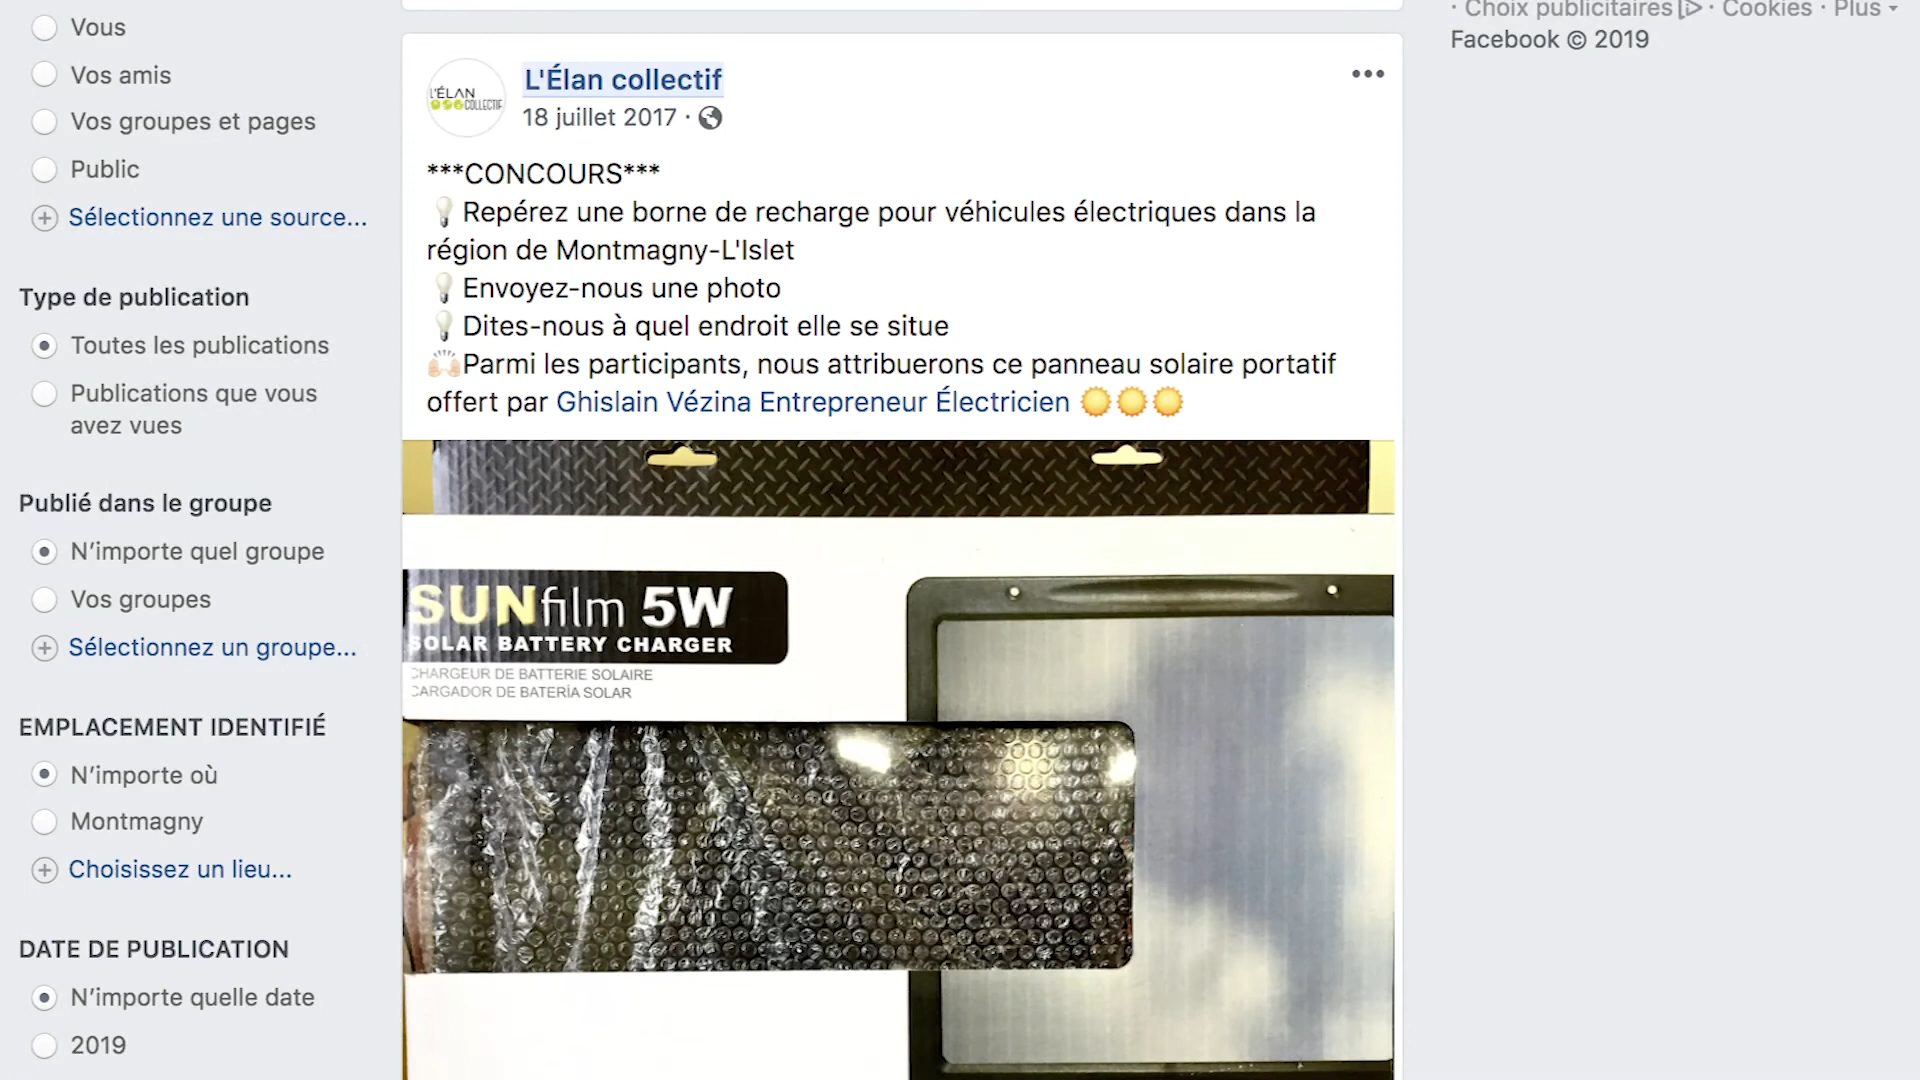 Vous
Vos amis
Vos groupes et pages
Public
Sélectionnez une source...
Type de publication
Toutes les publications
Publications que vous
avez vues
Publié dans le groupe
N'importe quel groupe
Vos groupes
Sélectionnez un groupe...
EMPLACEMENT IDENTIFIÉ
N'importe où
Montmagny
Choisissez un lieu...
DATE DE PUBLICATION
N'importe quelle date
2019
L'ÉLAN
COLLECTIF
L'Élan collectif
18 juillet 2017 ·
***CONCOURS***
Repérez une borne de recharge pour véhicules électriques dans la
région de Montmagny-L'Islet
Envoyez-nous une photo
Dites-nous à quel endroit elle se situe
Parmi les participants, nous attribuerons ce panneau solaire portatif
offert par Ghislain Vézina Entrepreneur Électricien
SUNfilm 5W
SOLAR BATTERY CHARGER
CHARGEUR DE BATTERIE SOLAIRE
CARGADOR DE BATERÍA SOLAR
· Choix publicitaires · Cookies · Plus
Facebook © 2019